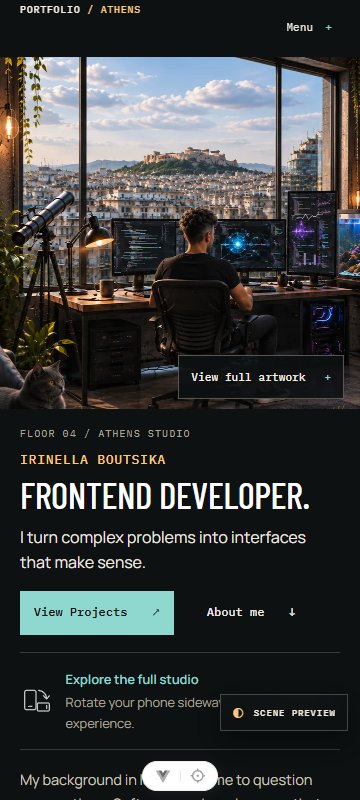 PORTFOLIO / ATHENS
Menu +
View full artwork +
FLOOR 04 / ATHENS STUDIO
IRINELLA BOUTSIKA
FRONTEND DEVELOPER.
I turn complex problems into interfaces
that make sense.
View Projects ↗
About me ↓
Explore the full studio
Rotate your phone
SCENE PREVIEW
experience.
My background in
to question